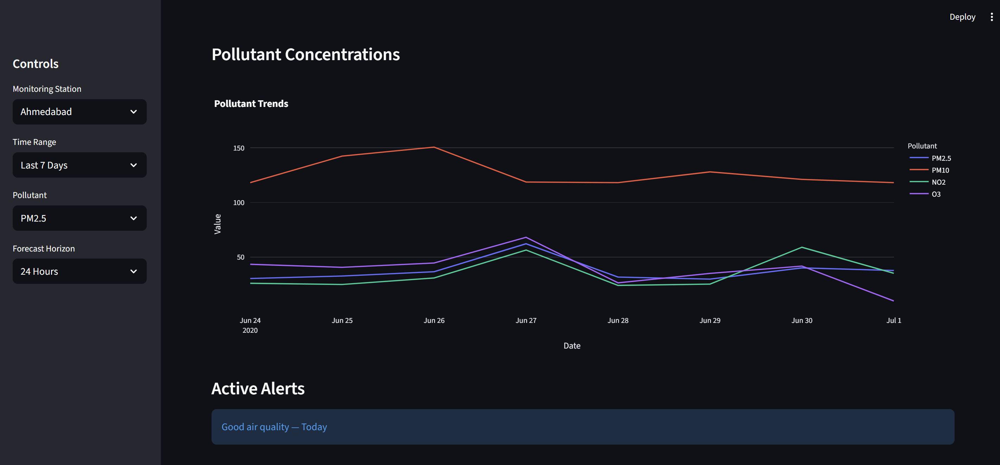 Deploy
Controls
Monitoring Station
Ahmedabad
Time Range
Last 7 Days
Pollutant
PM2.5
Forecast Horizon
24 Hours
Pollutant Concentrations
Pollutant Trends
150
100
50
Value
Jun 24
2020
Jun 25
Jun 26
Jun 27
Jun 28
Jun 29
Jun 30
Jul 1
Date
Pollutant
PM2.5
PM10
NO2
O3
Active Alerts
Good air quality — Today